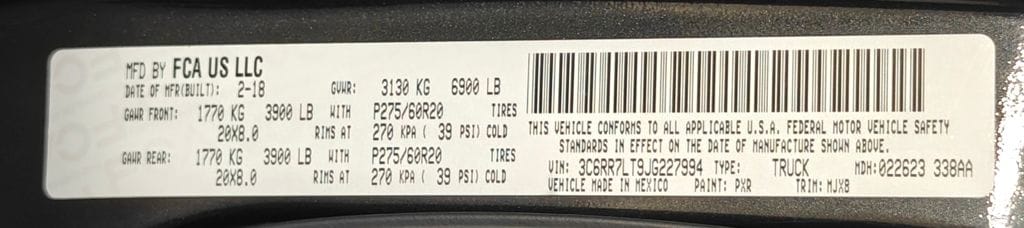 MFD BY FCA US LLC
DATE OF MFR(BUILT): 2-18 GVWR: 3130 KG 6900 LB
GAWR FRONT: 1770 KG 3900 LB WITH P275/60R20 TIRES
20X8.0 RIMS AT 270 KPA ( 39 PSI) COLD
GAWR REAR: 1770 KG 3900 LB WITH P275/60R20 TIRES
20X8.0 RIMS AT 270 KPA ( 39 PSI) COLD
THIS VEHICLE CONFORMS TO ALL APPLICABLE U.S.A. FEDERAL MOTOR VEHICLE SAFETY
STANDARDS IN EFFECT ON THE DATE OF MANUFACTURE SHOWN ABOVE.
VIN: 3C6RR7LT9JG227994 TYPE: TRUCK MDH:022623 338AA
VEHICLE MADE IN MEXICO PAINT: PXR TRIM: MJX8